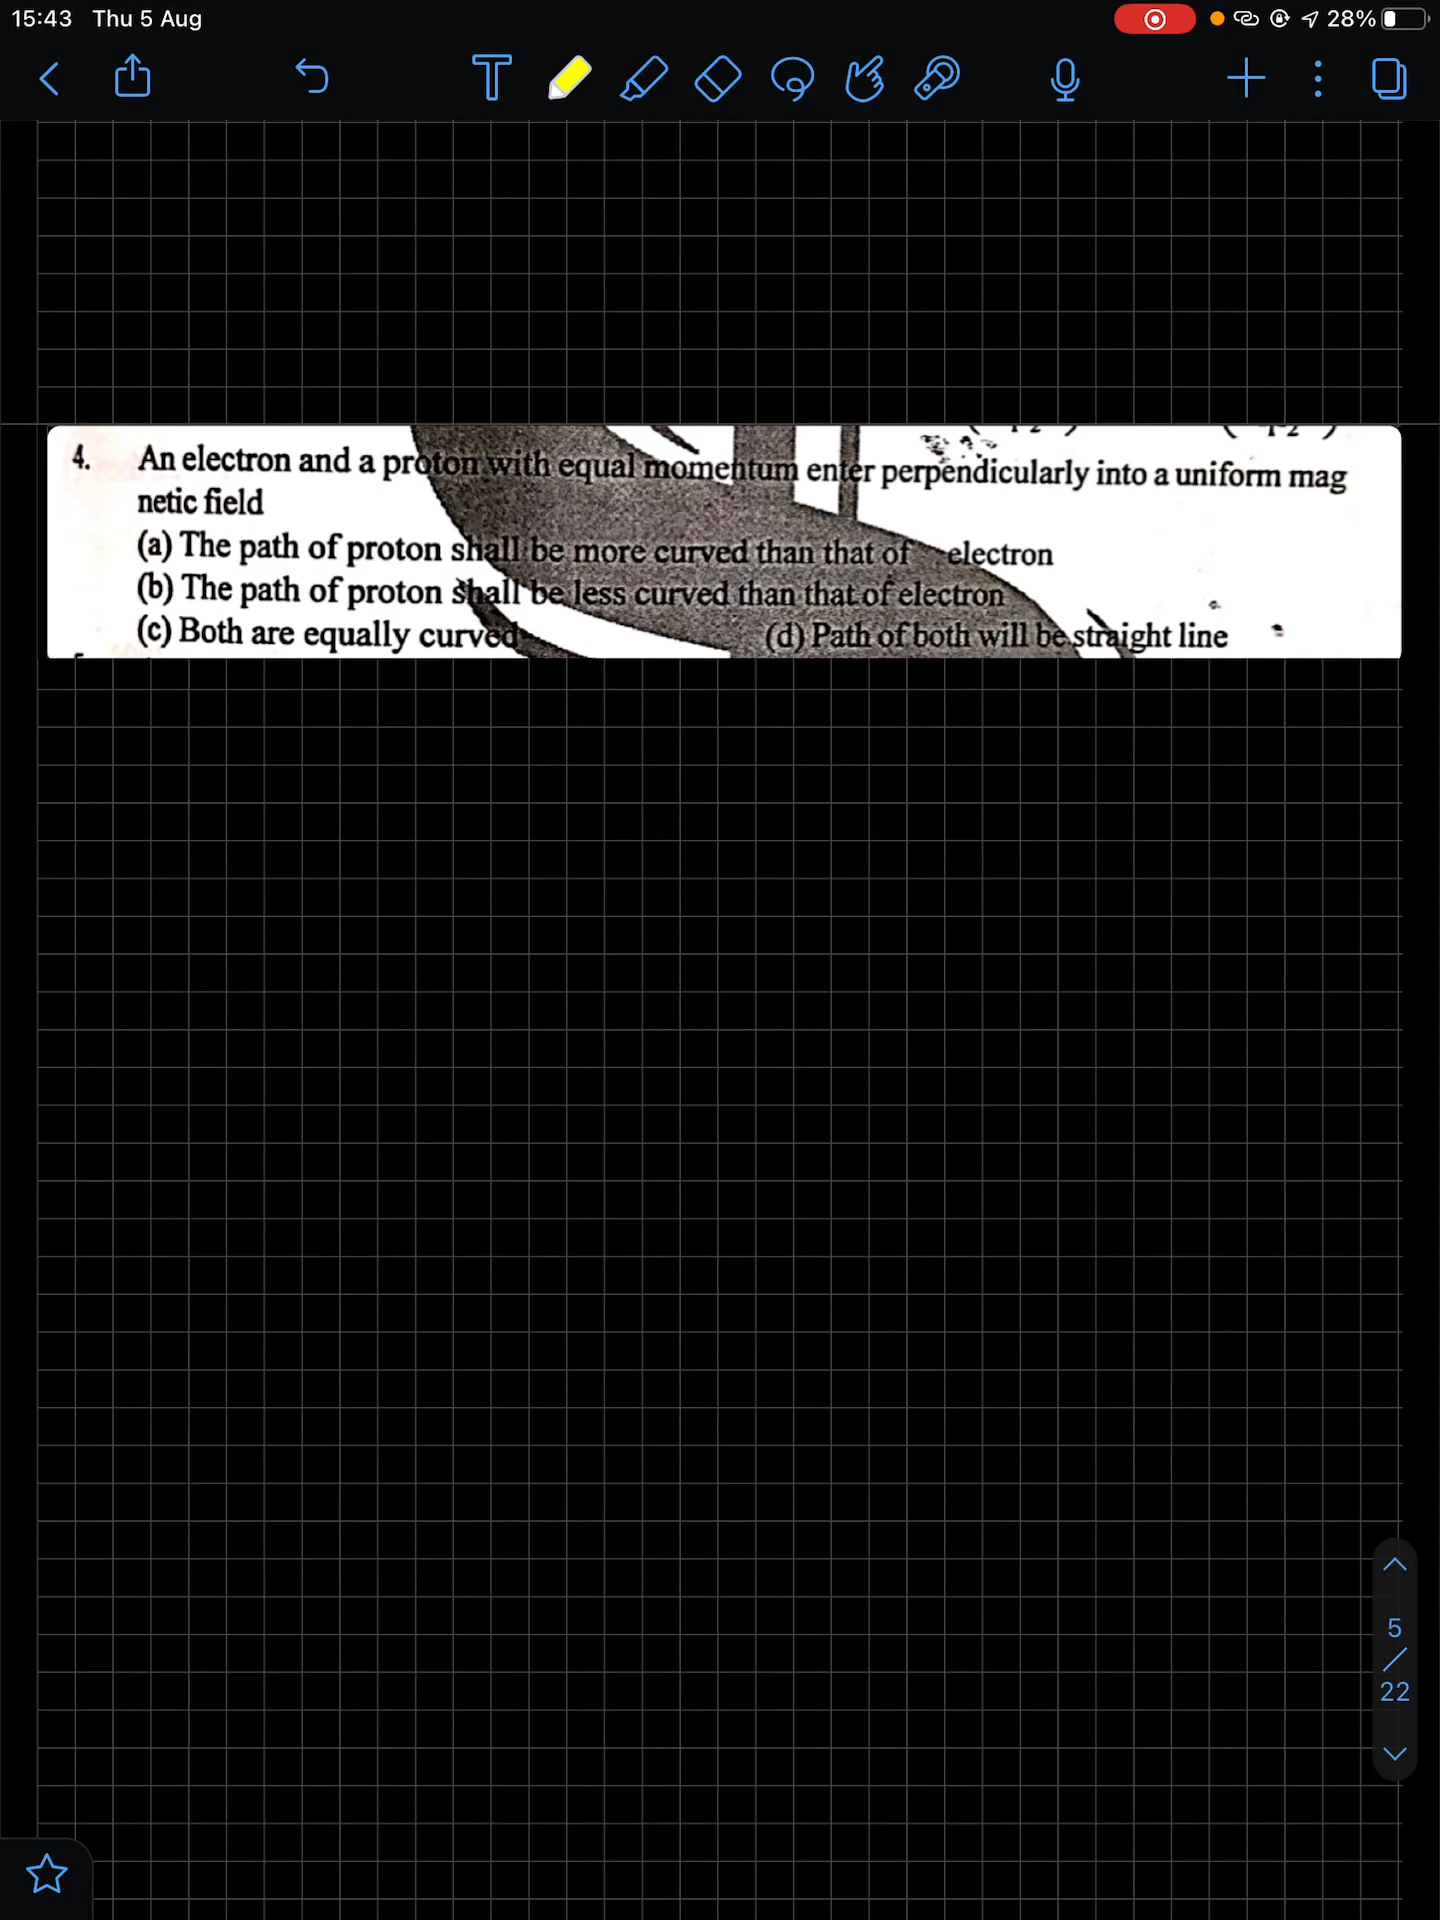 15:43 Thu 5 Aug
28%
4. An electron and a proton with equal momentum enter perpendicularly into a uniform mag
netic field
(a) The path of proton shall be more curved than that of electron
(b) The path of proton shall be less curved than that of electron
(c) Both are equally curved (d) Path of both will be straight line
5
/
22